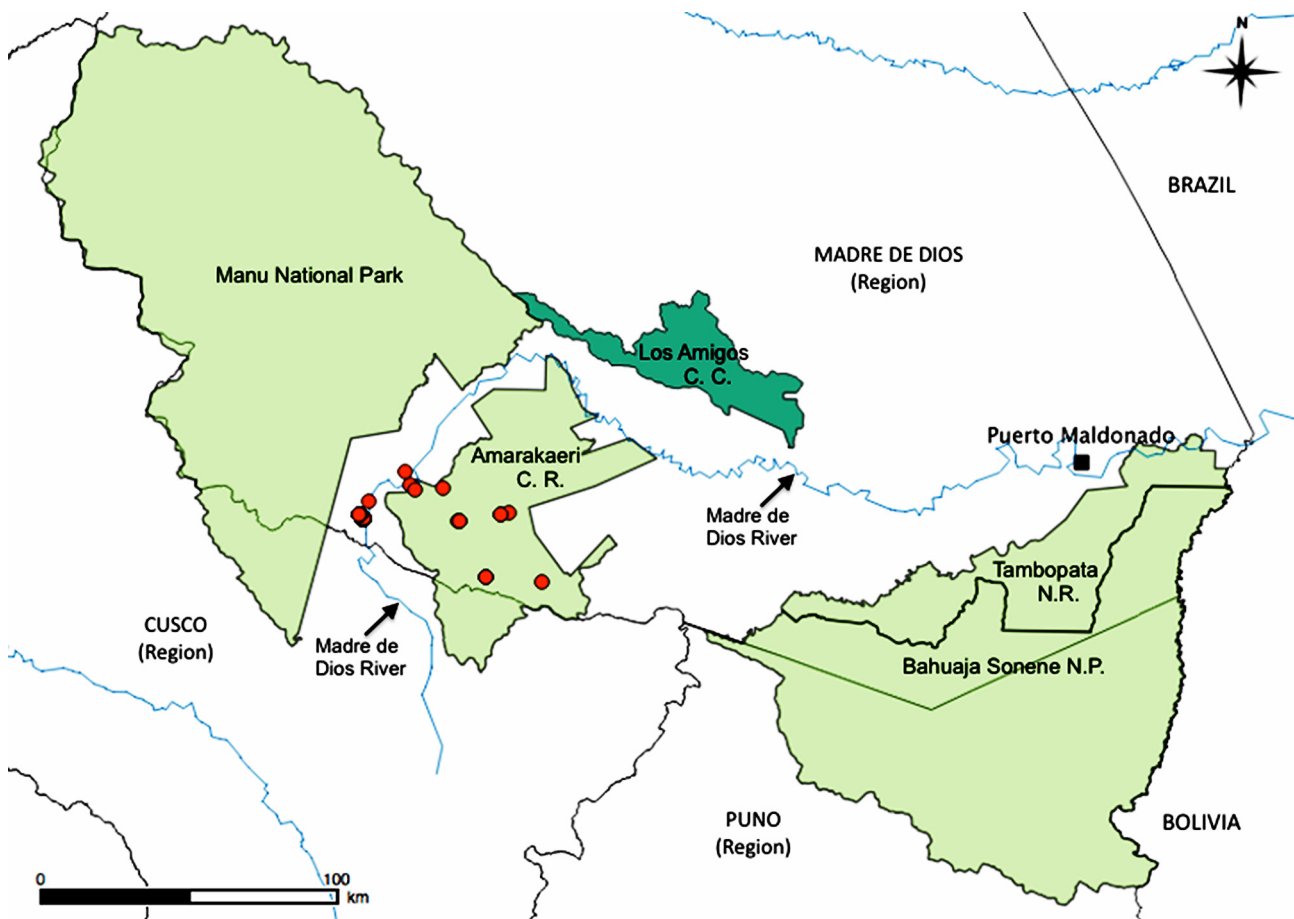 N
BRAZIL
MADRE DE DIOS
(Region)
Manu National Park
Los Amigos
C. C.
Puerto Maldonado
Amarakaeri
C. R.
Madre de
Dios River
Tambopata
N.R.
CUSCO
(Region)
Madre de
Dios River
Bahuaja Sonene N.P.
PUNO
(Region)
BOLIVIA
0 100
km